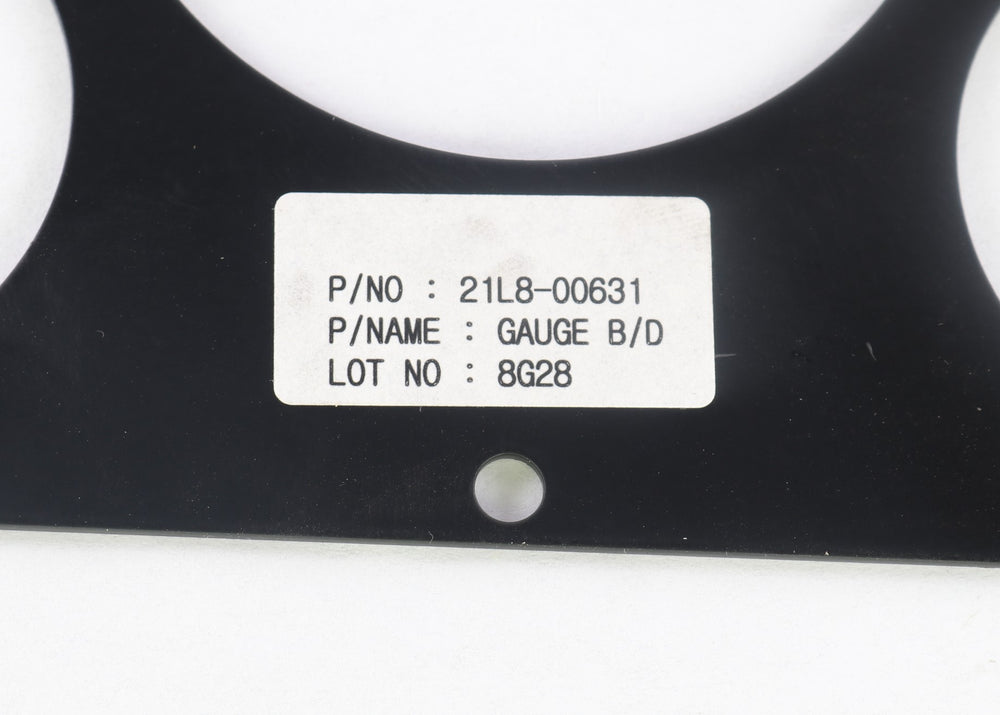 P/NO : 21L8-00631
P/NAME : GAUGE B/D
LOT NO : 8G28